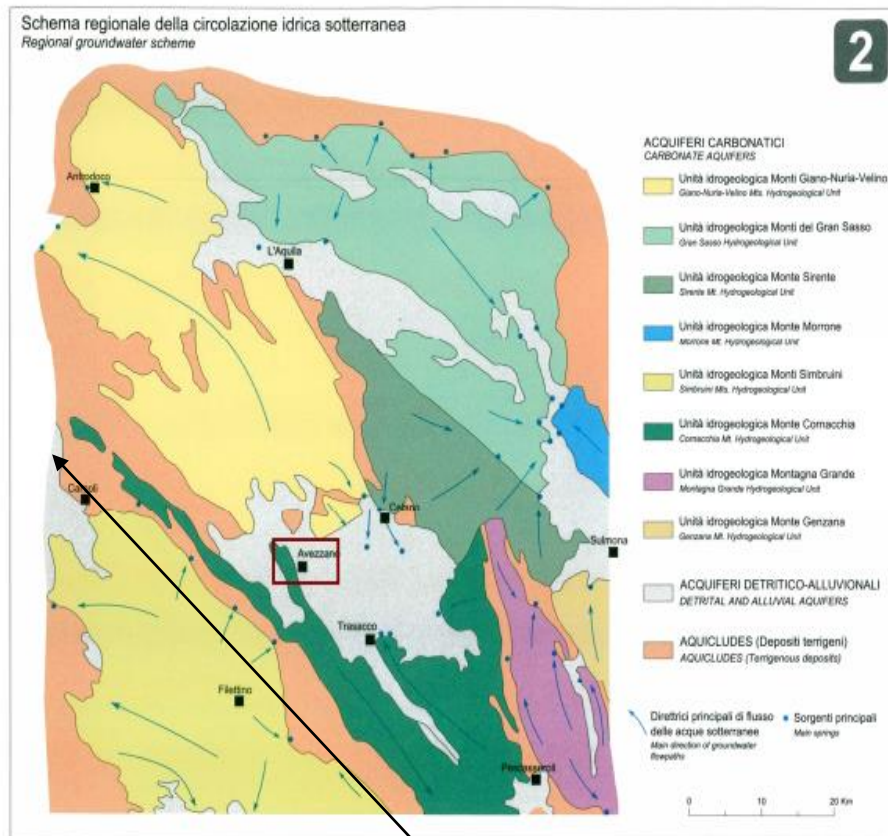 Schema regionale della circolazione idrica sotterranea
Regional groundwater scheme
2
ACQUIFERI CARBONATICI
CARBONATE AQUIFERS
Unità idrogeologica Monti Giano-Nuria-Velino
Giano-Nuria-Velino Mts. Hydrogeological Unit
Unità idrogeologica Monti del Gran Sasso
Gran Sasso Hydrogeological Unit
Unità idrogeologica Monte Sirente
Sirente Mt. Hydrogeological Unit
Unità idrogeologica Monte Morrone
Morrone Mt. Hydrogeological Unit
Unità idrogeologica Monti Simbruini
Simbruini Mts. Hydrogeological Unit
Unità idrogeologica Monte Cornacchia
Cornacchia Mt. Hydrogeological Unit
Unità idrogeologica Montagna Grande
Montagna Grande Hydrogeological Unit
Unità idrogeologica Monte Genzana
Genzana Mt. Hydrogeological Unit
ACQUIFERI DETRITICO-ALLUVIONALI
DETRITAL AND ALLUVIAL AQUIFERS
AQUICLUDES (Depositi terrigeni)
AQUICLUDES (Terrigenous deposits)
Direttrici principali di flusso
delle acque sotterranee
Main direction of groundwater
flowpaths
Sorgenti principali
Main springs
0 10 20 Km
Antrodoco
L'Aquila
Carsoli
Celano
Avezzano
Sulmona
Trasacco
Filettino
Pescasseroli